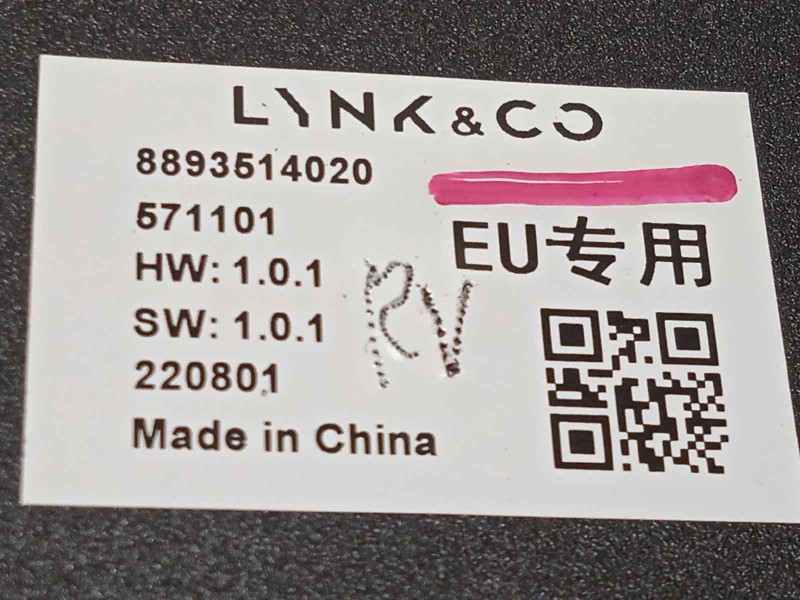 LYNK&CO
8893514020
571101
EU专用
HW: 1.0.1
SW: 1.0.1
RV
220801
Made in China